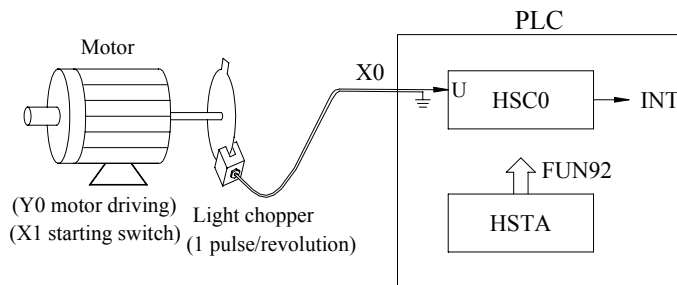 PLC
Motor
X0
U
HSC0
INT
FUN92
HSTA
(Y0 motor driving)
(X1 starting switch)
Light chopper
(1 pulse/revolution)